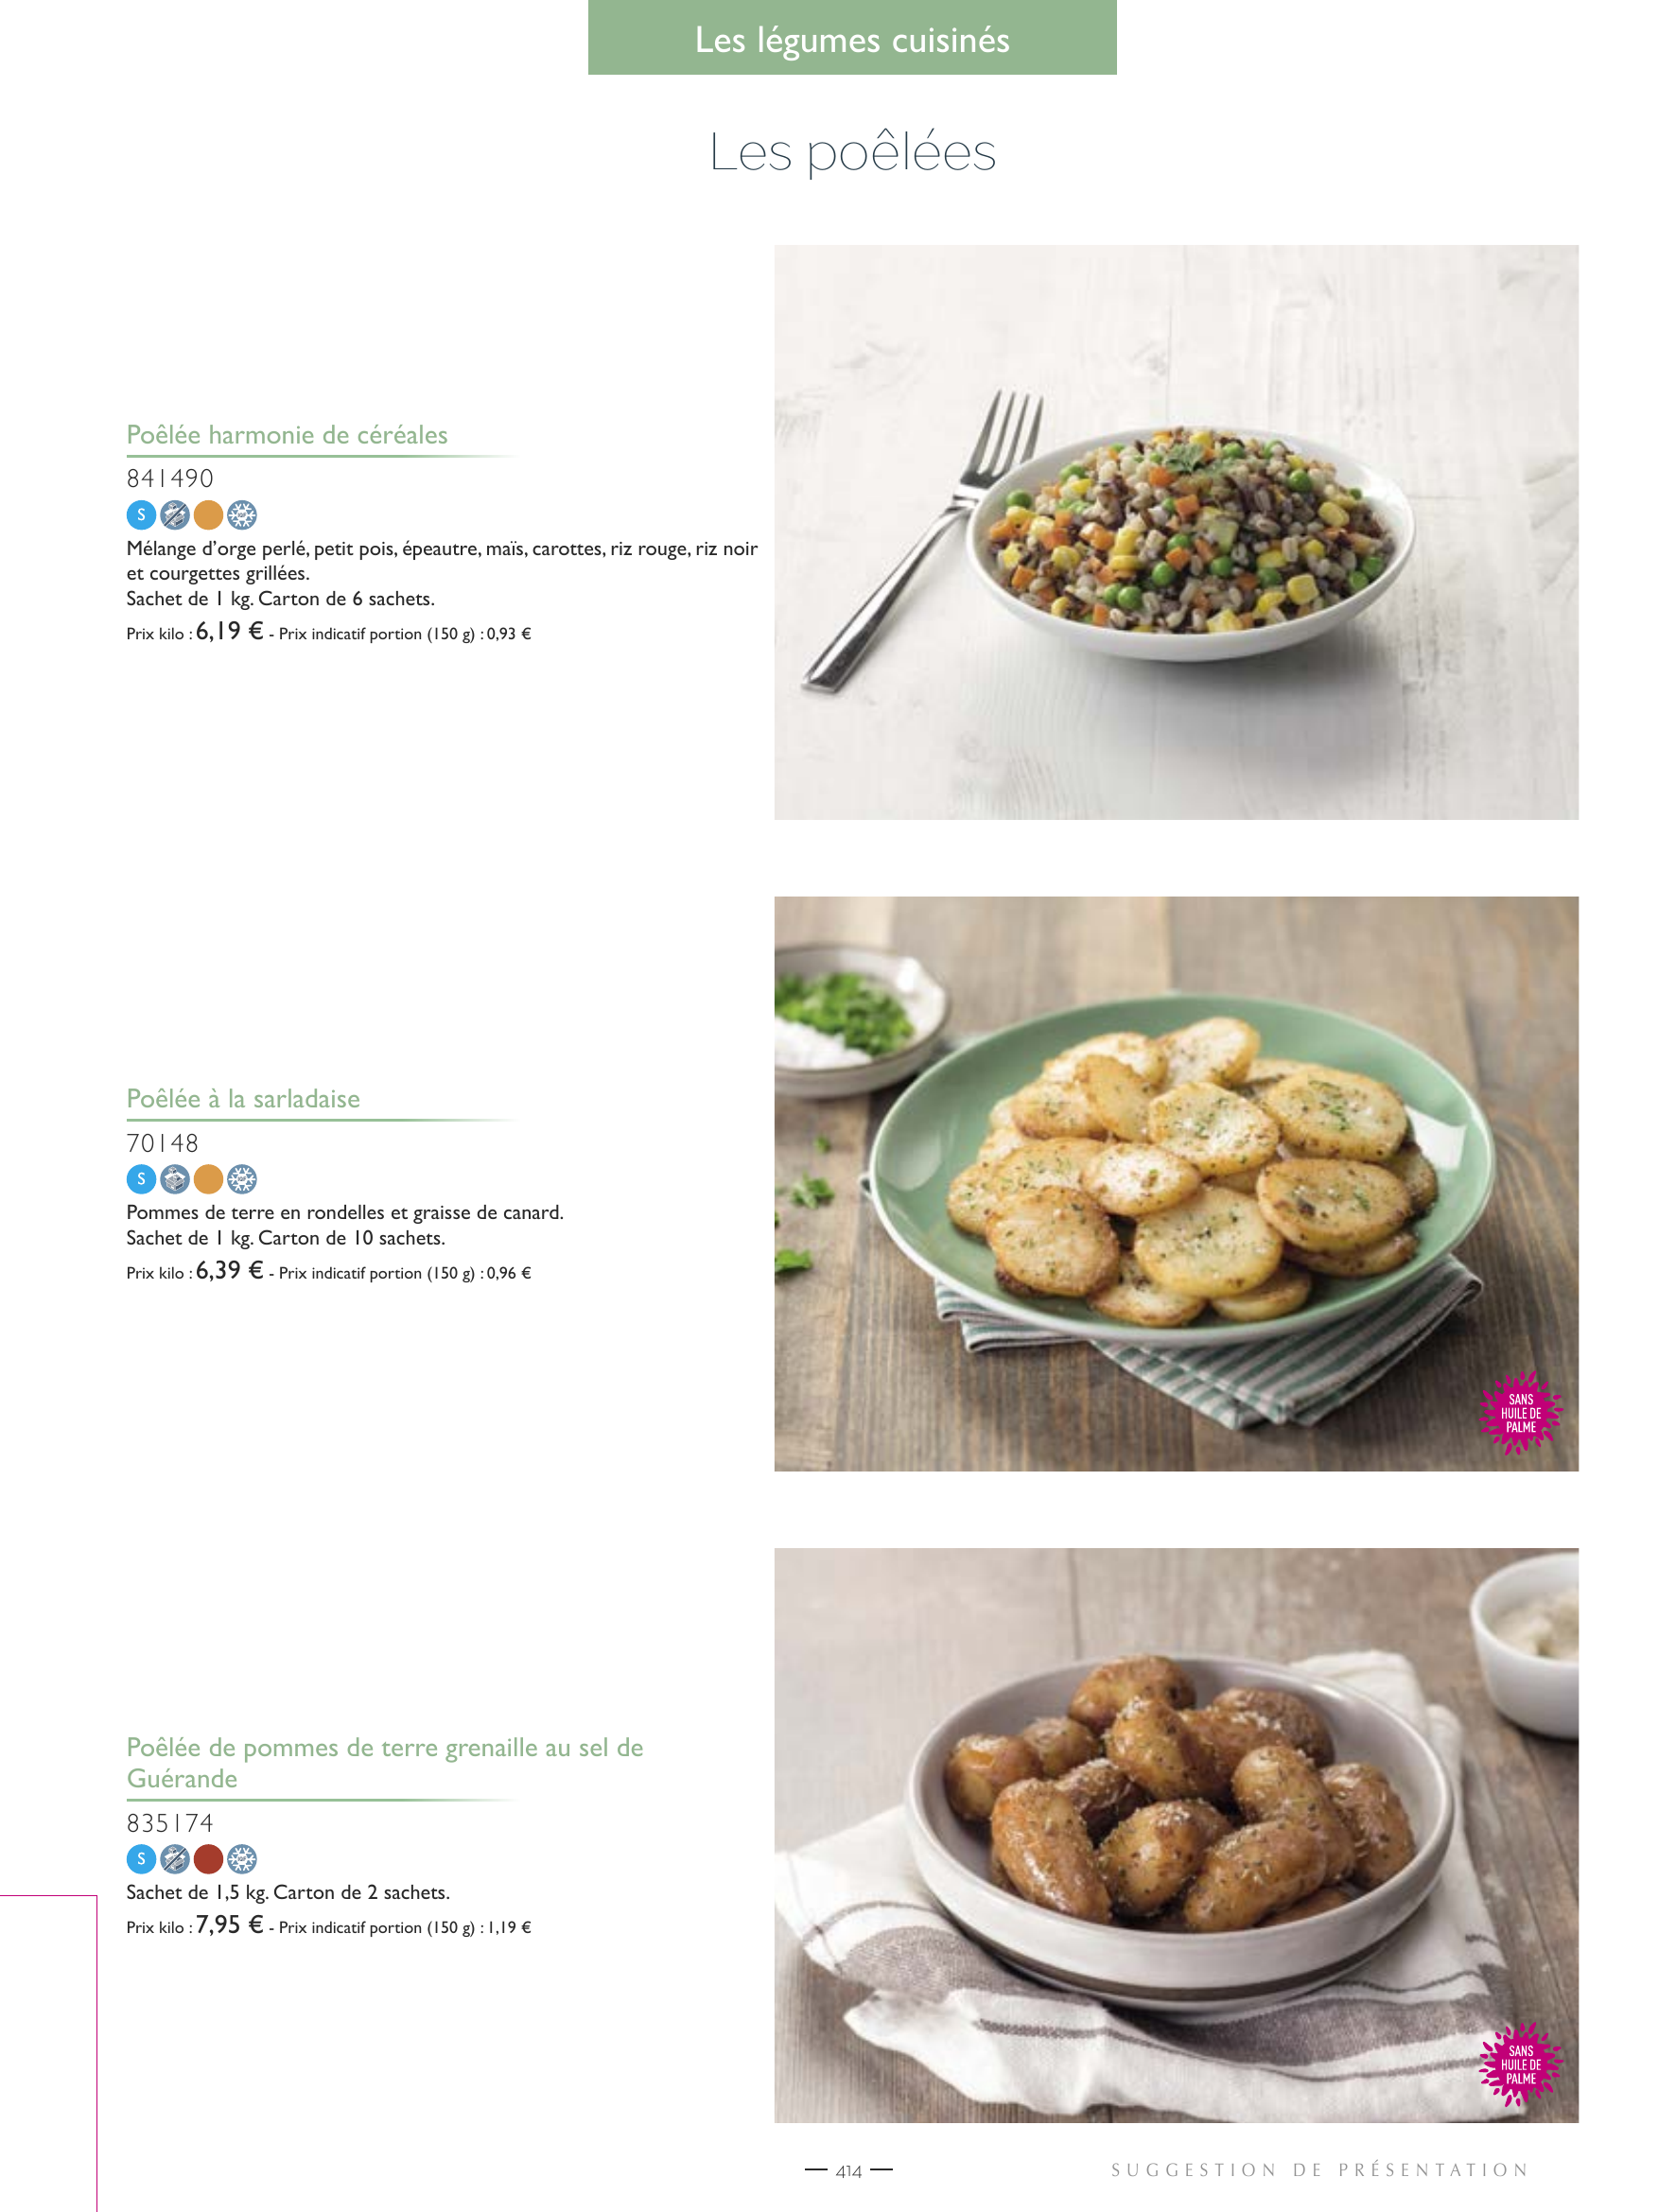 Les légumes cuisinés
Les poêlées
Poêlée harmonie de céréales
841490
S
Mélange d'orge perlé, petit pois, épeautre, maïs, carottes, riz rouge, riz noir
et courgettes grillées.
Sachet de 1 kg. Carton de 6 sachets.
Prix kilo : 6,19 € - Prix indicatif portion (150 g) : 0,93 €
Poêlée à la sarladaise
70148
S
Pommes de terre en rondelles et graisse de canard.
Sachet de 1 kg. Carton de 10 sachets.
Prix kilo : 6,39 € - Prix indicatif portion (150 g) : 0,96 €
SANS
HUILE DE
PALME
Poêlée de pommes de terre grenaille au sel de
Guérande
835174
S
Sachet de 1,5 kg. Carton de 2 sachets.
Prix kilo : 7,95 € - Prix indicatif portion (150 g) : 1,19 €
SANS
HUILE DE
PALME
414
SUGGESTION DE PRÉSENTATION